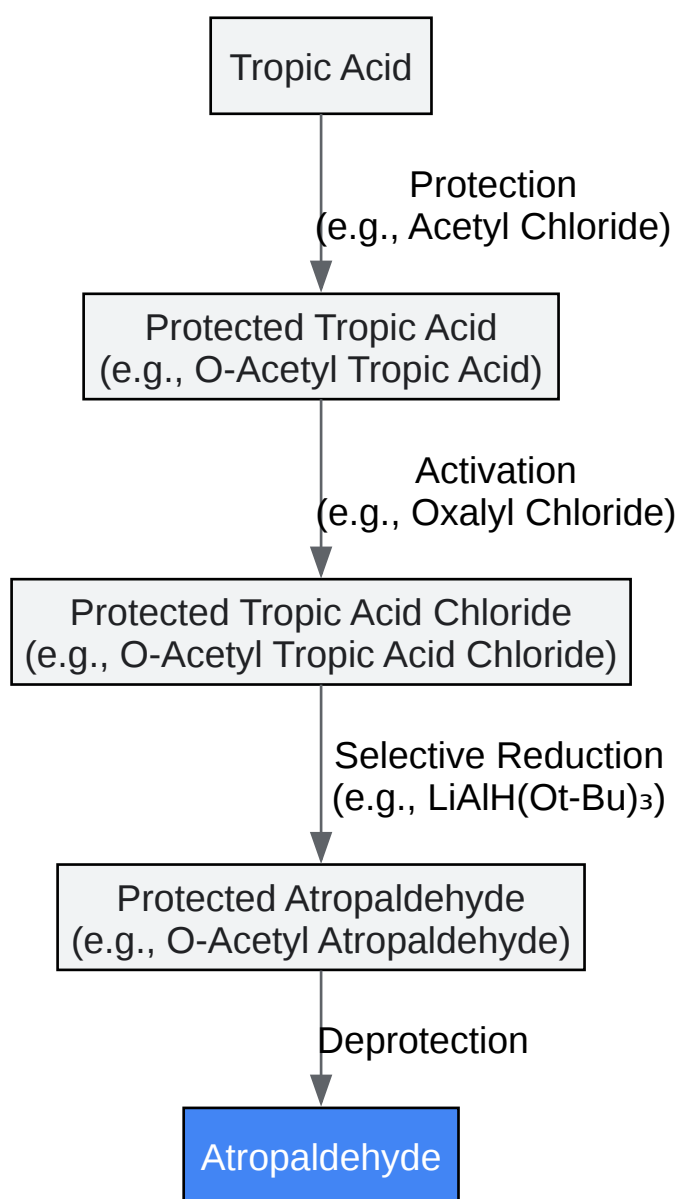 Tropic Acid
Protection
(e.g., Acetyl Chloride)
Protected Tropic Acid
(e.g., O-Acetyl Tropic Acid)
Activation
(e.g., Oxalyl Chloride)
Protected Tropic Acid Chloride
(e.g., O-Acetyl Tropic Acid Chloride)
Selective Reduction
(e.g., LiAlH(Ot-Bu)₃)
Protected Atropaldehyde
(e.g., O-Acetyl Atropaldehyde)
Deprotection
Atropaldehyde